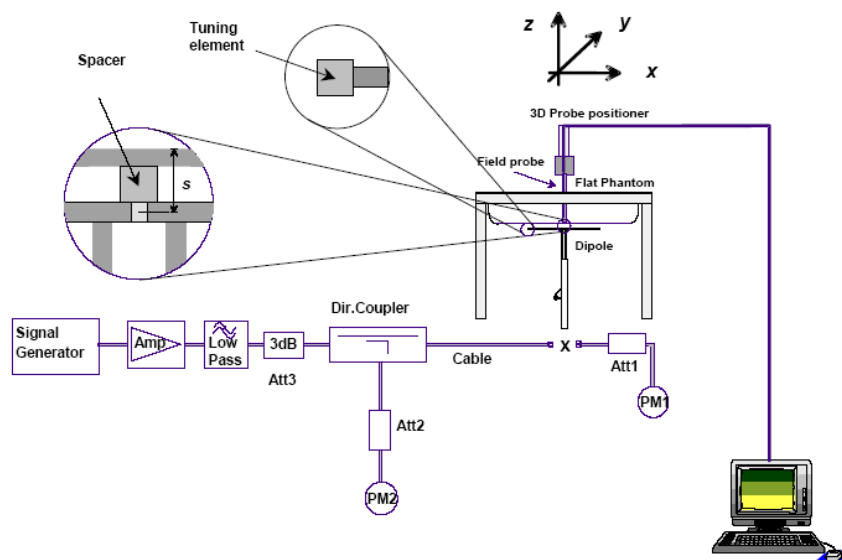 Tuning
element
Spacer
s
z
y
x
3D Probe positioner
Field probe
Flat Phantom
Dipole
Signal
Generator
Amp
Low
Pass
3dB
Att3
Dir.Coupler
Cable
X
Att1
PM1
Att2
PM2